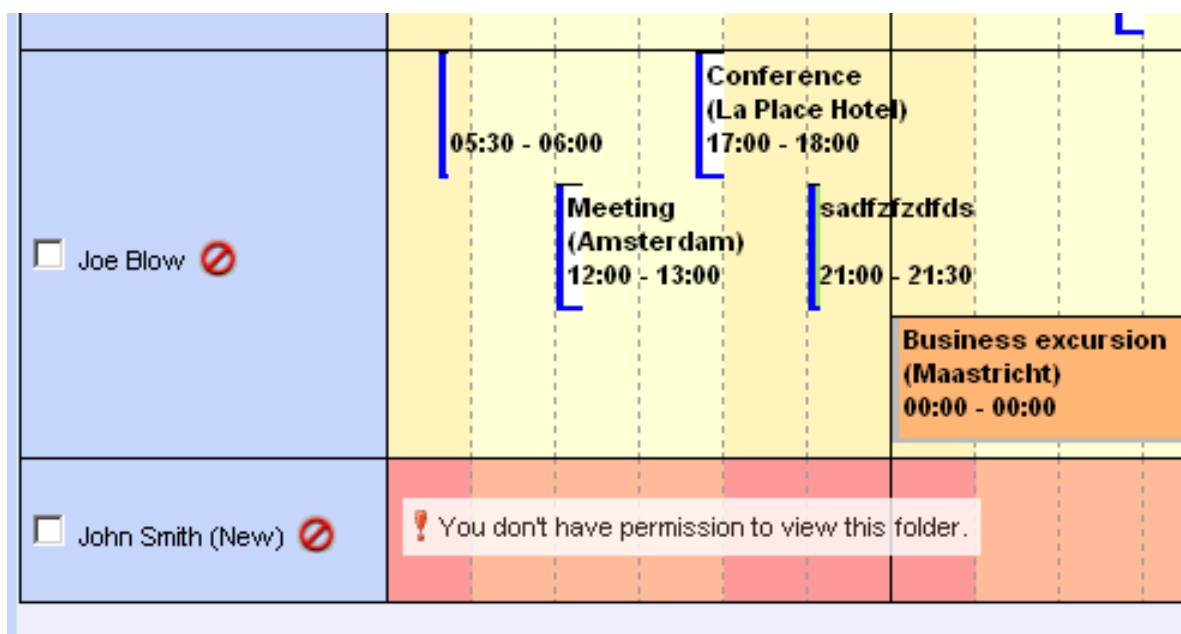 Conference
(La Place Hotel)
05:30 - 06:00
17:00 - 18:00
Meeting
(Amsterdam)
12:00 - 13:00
sadfzfzdfds
21:00 - 21:30
Joe Blow
Business excursion
(Maastricht)
00:00 - 00:00
John Smith (New)
You don't have permission to view this folder.